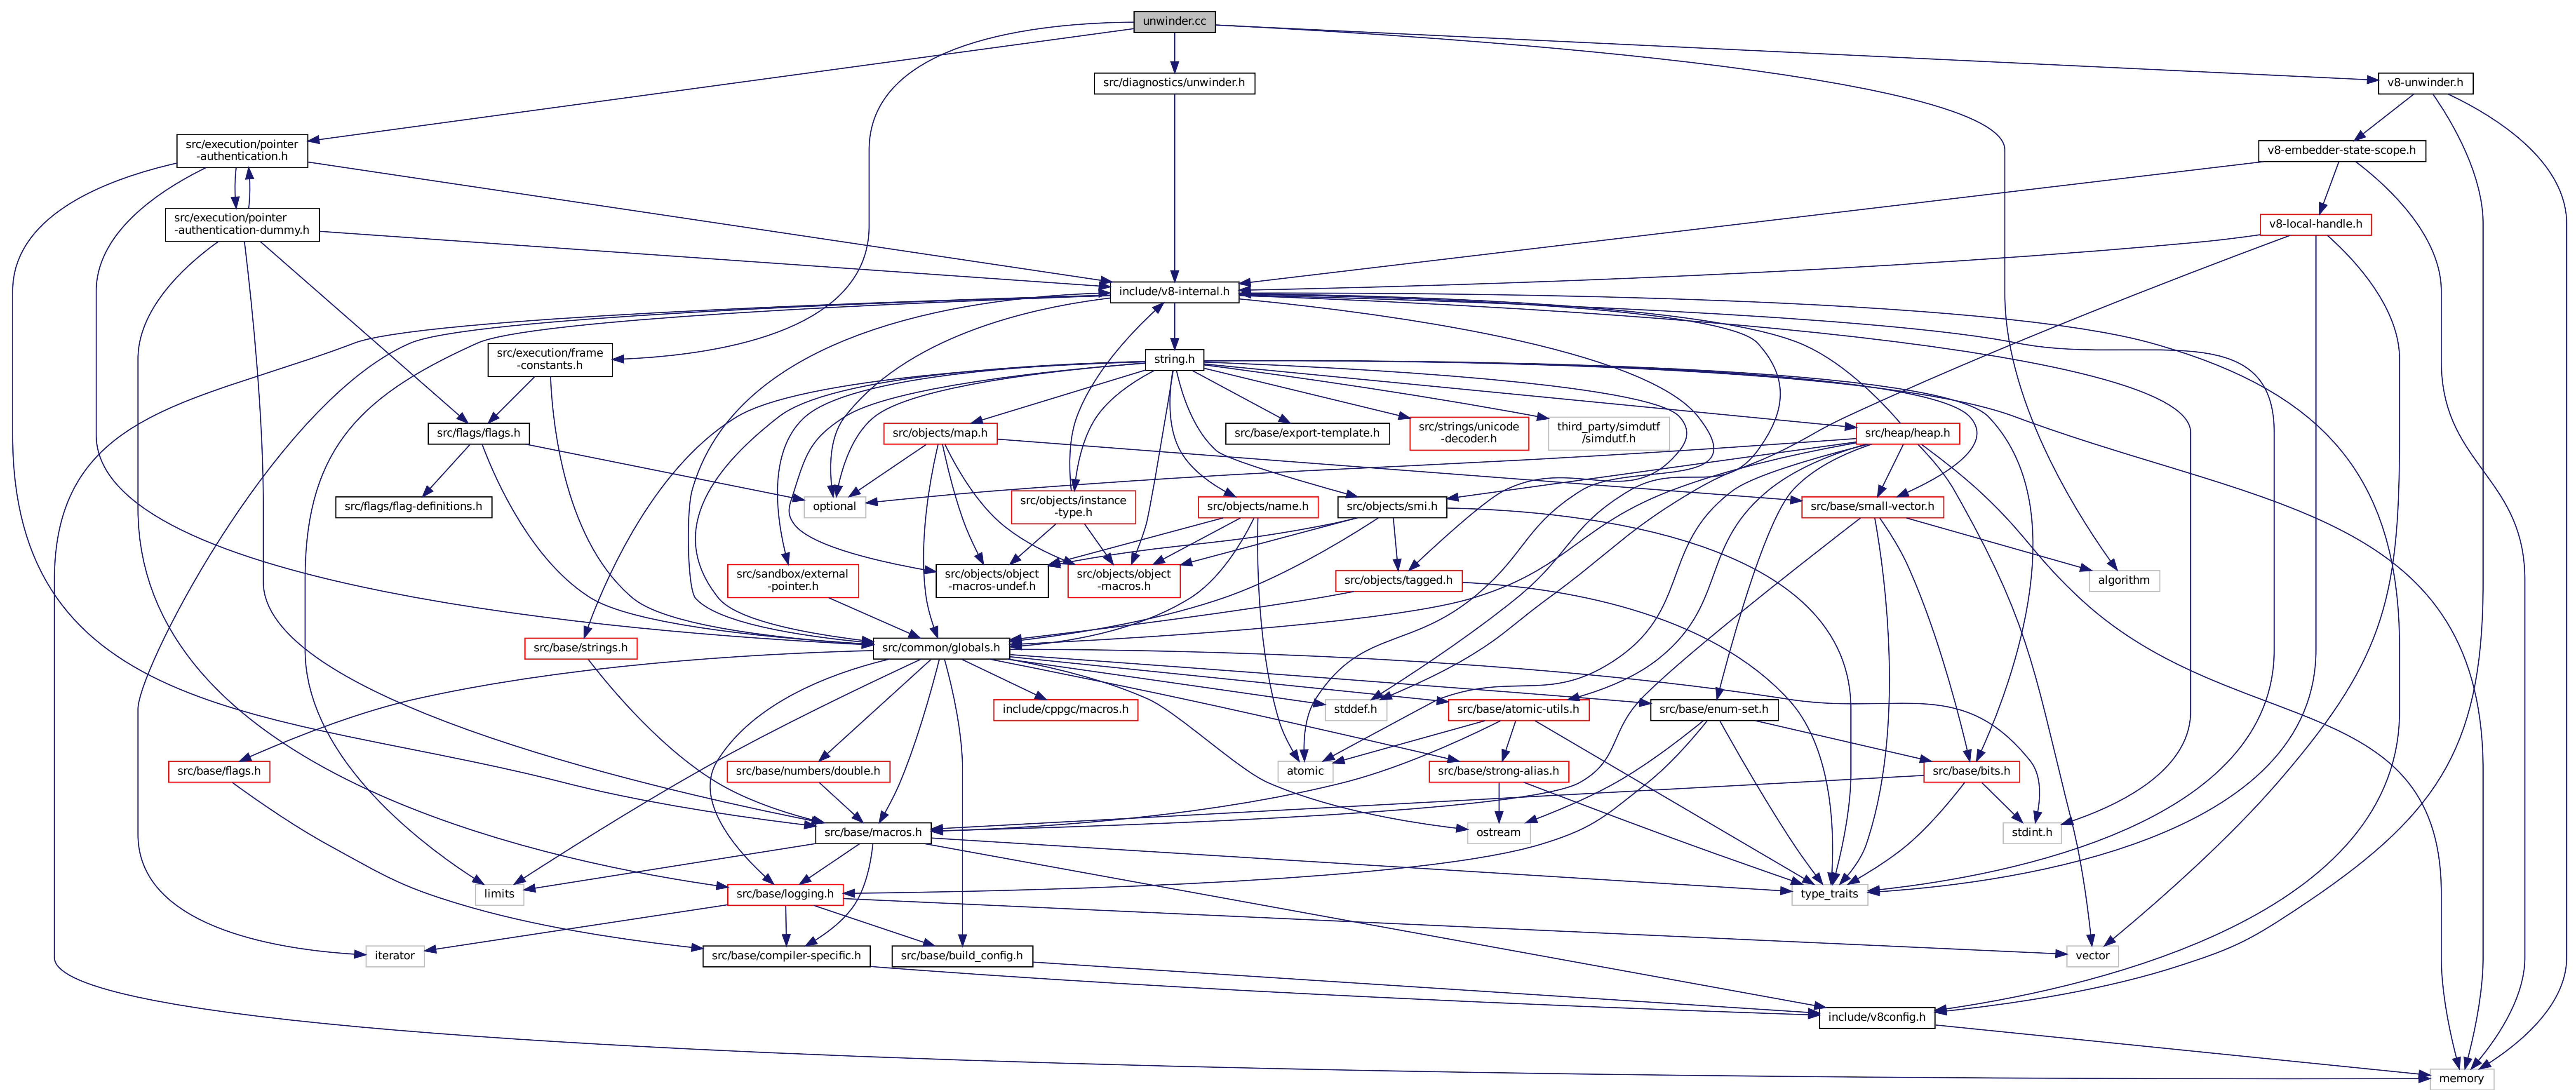 unwinder.cc
src/diagnostics/unwinder.h
v8-unwinder.h
src/execution/pointer
-authentication.h
v8-embedder-state-scope.h
src/execution/pointer
-authentication-dummy.h
v8-local-handle.h
include/v8-internal.h
src/execution/frame
-constants.h
string.h
src/flags/flags.h
src/objects/map.h
src/base/export-template.h
src/strings/unicode
-decoder.h
third_party/simdutf
/simdutf.h
src/heap/heap.h
src/flags/flag-definitions.h
optional
src/objects/instance
-type.h
src/objects/name.h
src/objects/smi.h
src/base/small-vector.h
src/sandbox/external
-pointer.h
src/objects/object
-macros-undef.h
src/objects/object
-macros.h
src/objects/tagged.h
algorithm
src/base/strings.h
src/common/globals.h
include/cppgc/macros.h
stddef.h
src/base/atomic-utils.h
src/base/enum-set.h
src/base/flags.h
src/base/numbers/double.h
atomic
src/base/strong-alias.h
src/base/bits.h
src/base/macros.h
ostream
stdint.h
limits
src/base/logging.h
type_traits
iterator
src/base/compiler-specific.h
src/base/build_config.h
vector
include/v8config.h
memory